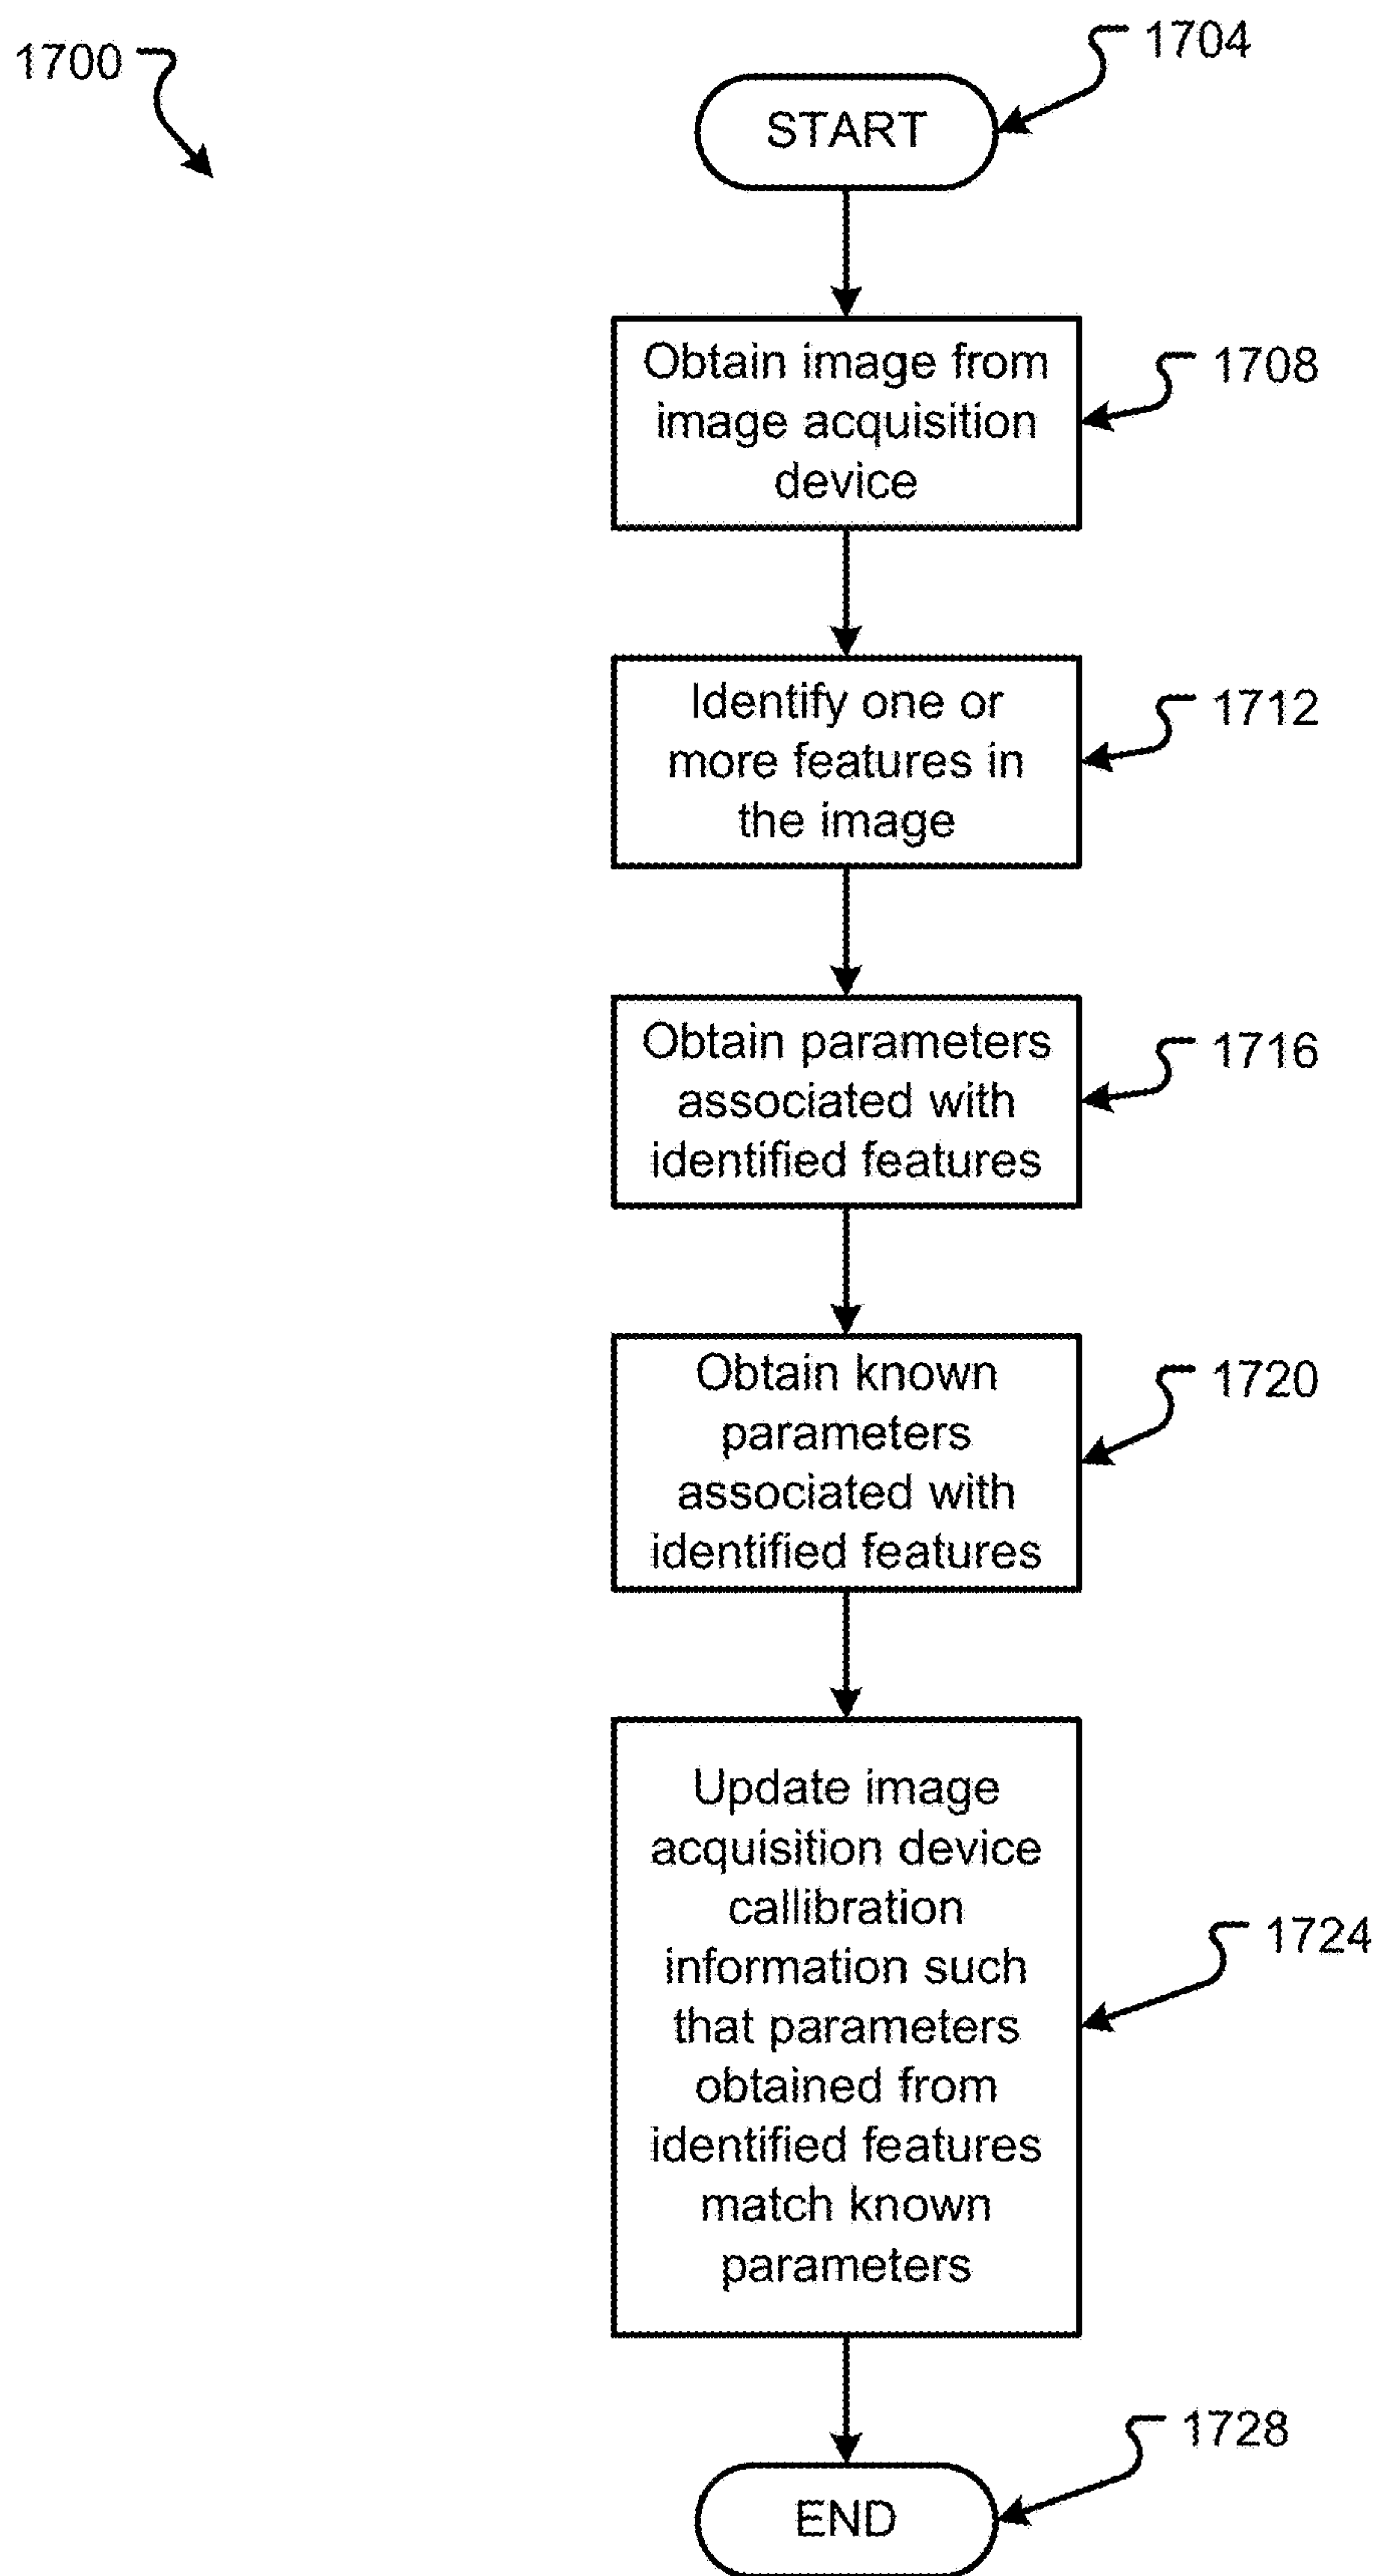 1700
1704
START
Obtain image from
image acquisition
device
1708
Identify one or
more features in
the image
1712
Obtain parameters
associated with
identified features
1716
Obtain known
parameters
associated with
identified features
1720
Update image
acquisition device
callibration
information such
that parameters
obtained from
identified features
match known
parameters
1724
END
1728